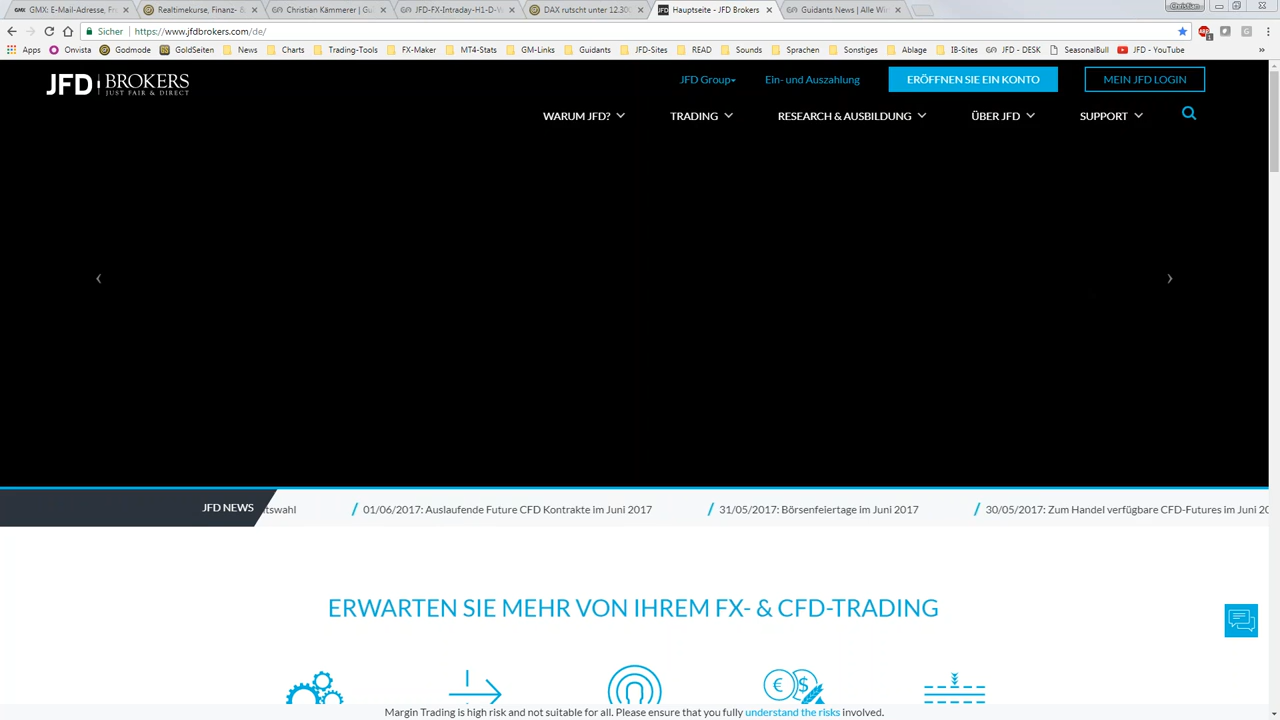 GMX: E-Mail-Adresse, Fr
Realtimekurse, Finanz- &
Christian Kämmerer | Gu
JFD-FX-Intraday-H1-D-W
DAX rutscht unter 12.300
Hauptseite - JFD Brokers
Guidants News | Alle Wi
Christian
Sicher
https://www.jfdbrokers.com/de/
Apps
Onvista
Godmode
GoldSeiten
News
Charts
Trading-Tools
FX-Maker
MT4-Stats
GM-Links
Guidants
JFD-Sites
READ
Sound
Sprachen
Sonstiges
Ablage
IB-Sites
JFD - DESK
SeasonalBull
JFD - YouTube
»
JFD BROKERS
JUST FAIR & DIRECT
JFD Group
Ein- und Auszahlung
ERÖFFNEN SIE EIN KONTO
MEIN JFD LOGIN
WARUM JFD?
TRADING
RESEARCH & AUSBILDUNG
ÜBER JFD
SUPPORT
JFD NEWS
tswahl
/ 01/06/2017: Auslaufende Future CFD Kontrakte im Juni 2017
/ 31/05/2017: Börsenfeiertage im Juni 2017
/ 30/05/2017: Zum Handel verfügbare CFD-Futures im Juni 20
ERWARTEN SIE MEHR VON IHREM FX- & CFD-TRADING
€ $
Margin Trading is high risk and not suitable for all. Please ensure that you fully understand the risks involved.